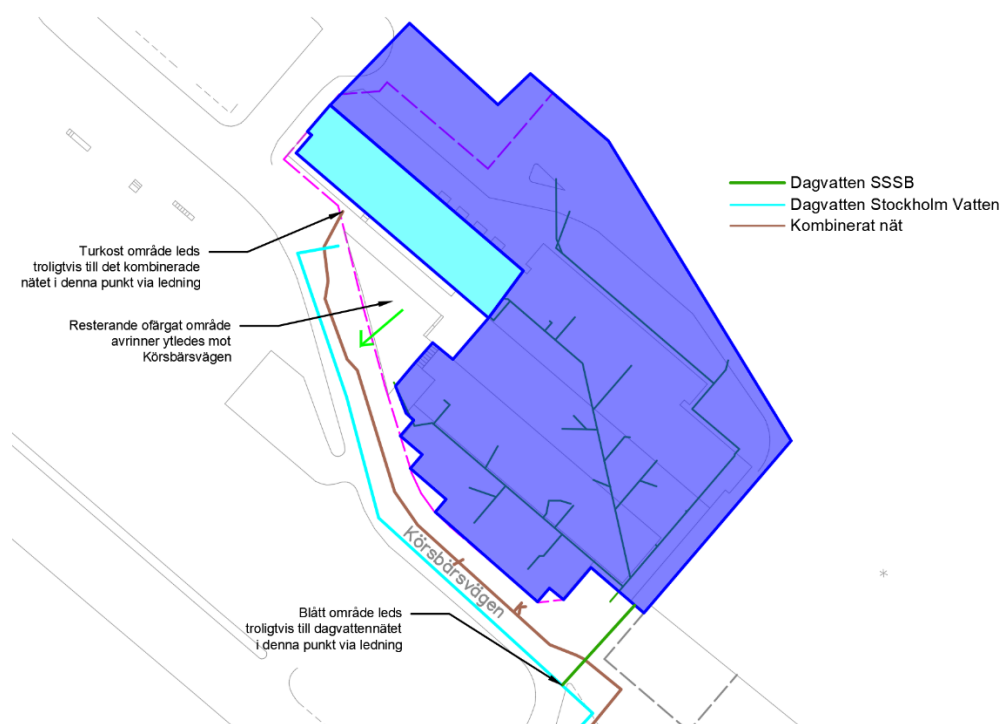 Dagvatten SSSB
Dagvatten Stockholm Vatten
Kombinerat nät
Turkost område leds
troligtvis till det kombinerade
nätet i denna punkt via ledning
Resterande ofärgat område
avrinner ytledes mot
Körsbärsvägen
Körsbärsvägen
K
Blått område leds
troligtvis till dagvattennätet
i denna punkt via ledning